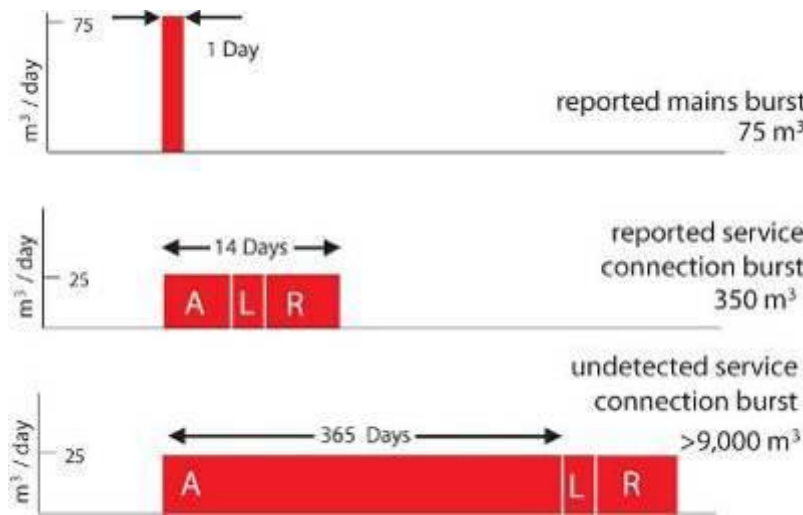 75
1 Day
m³ / day
reported mains burst
75 m³
14 Days
reported service
connection burst
350 m³
25
m³ / day
A L R
undetected service
connection burst
>9,000 m³
365 Days
25
m³ / day
A L R